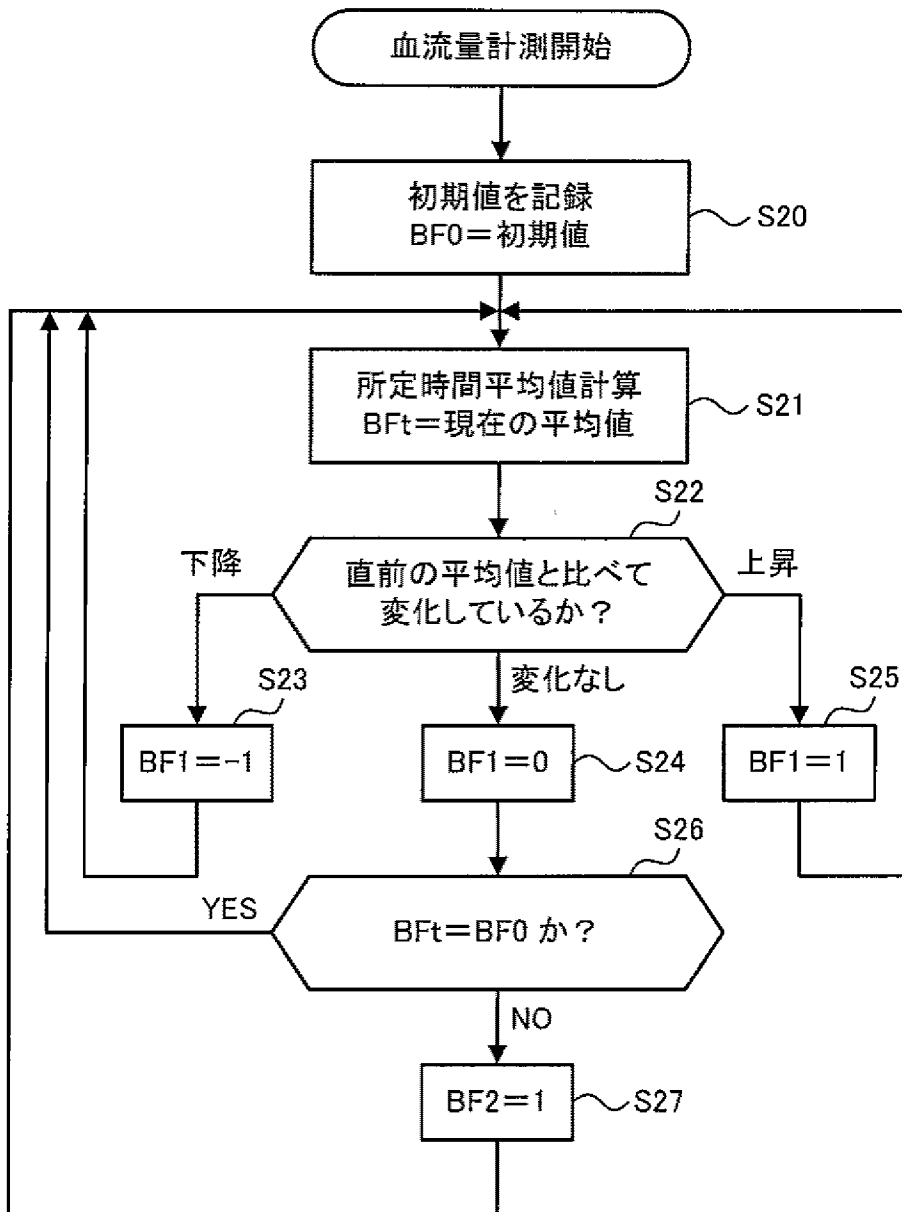 血流量計測開始
初期値を記録
BF0=初期値
S20
所定時間平均値計算
BFt=現在の平均値
S21
S22
下降
直前の平均値と比べて
変化しているか?
上昇
変化なし
S23
BF1=-1
BF1=0
S24
S25
BF1=1
S26
YES
BFt=BF0 か?
NO
BF2=1
S27